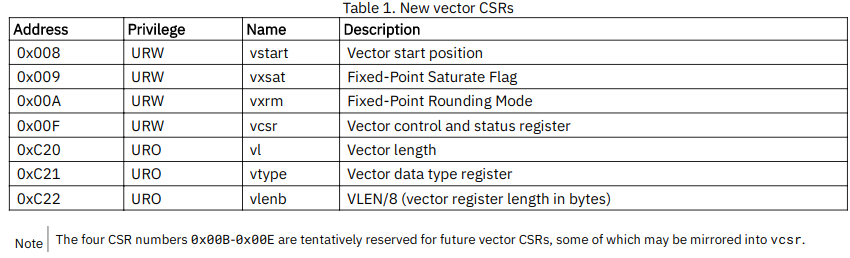 Table 1. New vector CSRs
Address Privilege Name Description
0x008 URW vstart Vector start position
0x009 URW vxsat Fixed-Point Saturate Flag
0x00A URW vxrm Fixed-Point Rounding Mode
0x00F URW vcsr Vector control and status register
0xC20 URO vl Vector length
0xC21 URO vtype Vector data type register
0xC22 URO vlenb VLEN/8 (vector register length in bytes)
Note The four CSR numbers 0x00B-0x00E are tentatively reserved for future vector CSRs, some of which may be mirrored into vcsr.